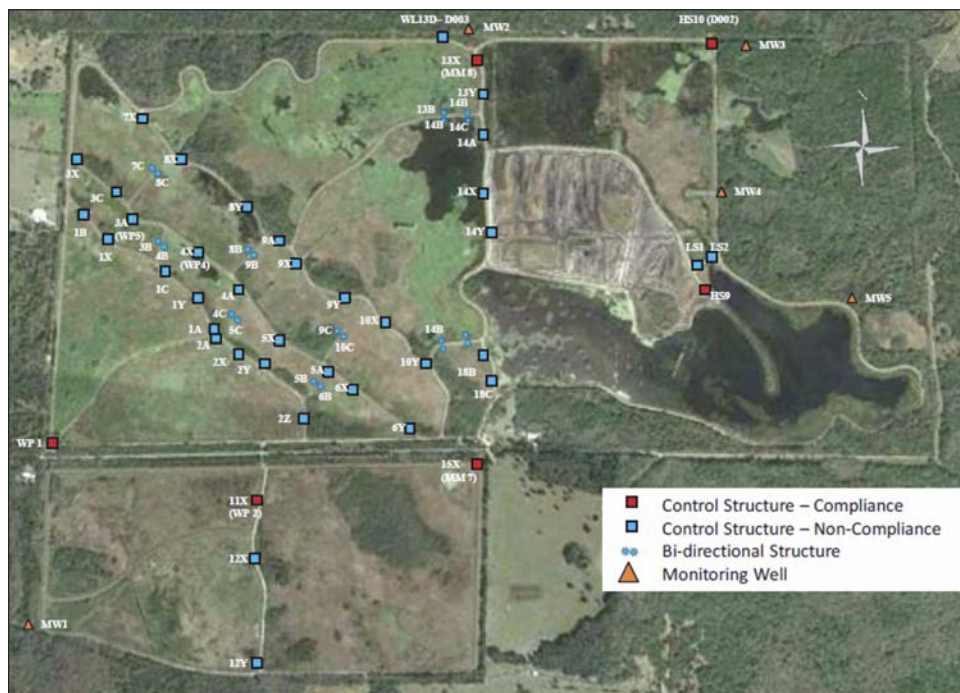 WL13D– D003
MW2
HS10 (D002)
MW3
13X
(MM 8)
13Y
13B
14B
14B
14C
14A
7X
8X
3X
7C
8C
3C
14X
MW4
1B
3A
(WP5)
8Y
14Y
1X
3B
4B
4X
(WP4)
8B
9B
9A
9X
LS1
LS2
1C
HS9
1Y
4A
9Y
MW5
4C
5C
10X
1A
2A
5X
9C
10C
14B
2X
2Y
5A
10Y
18B
5B
6B
6X
18C
2Z
6Y
WP 1
15X
(MM 7)
11X
(WP 2)
12X
MW1
12Y
Control Structure – Compliance
Control Structure – Non-Compliance
Bi-directional Structure
Monitoring Well